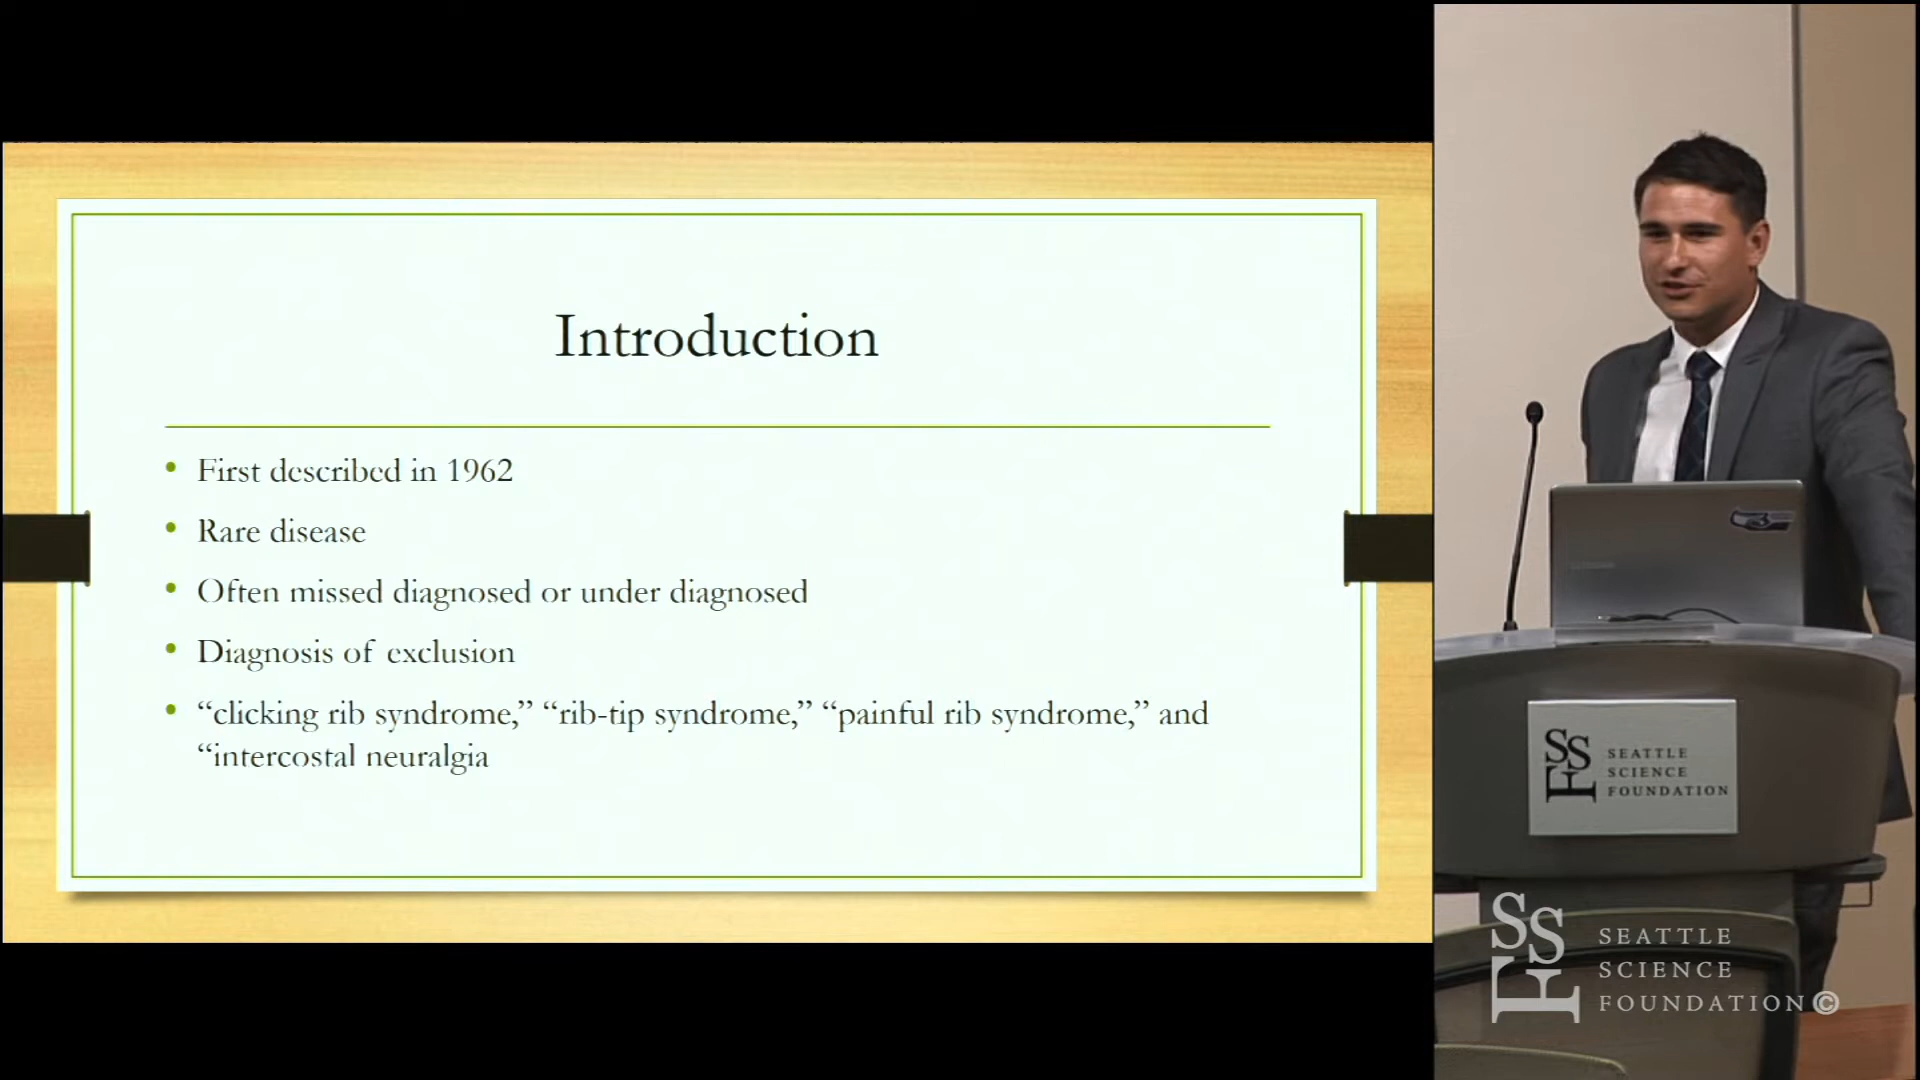 Introduction
• First described in 1962
• Rare disease
• Often missed diagnosed or under diagnosed
• Diagnosis of exclusion
• “clicking rib syndrome,” “rib-tip syndrome,” “painful rib syndrome,” and
“intercostal neuralgia
SSF
SEATTLE
SCIENCE
FOUNDATION
SSF
SEATTLE
SCIENCE
FOUNDATION©